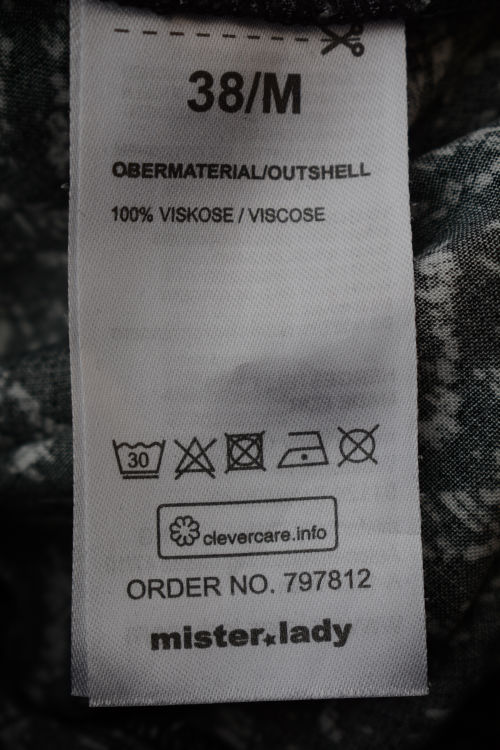 38/M
OBERMATERIAL/OUTSHELL
100% VISKOSE / VISCOSE
30
clevercare.info
ORDER NO. 797812
mister★lady